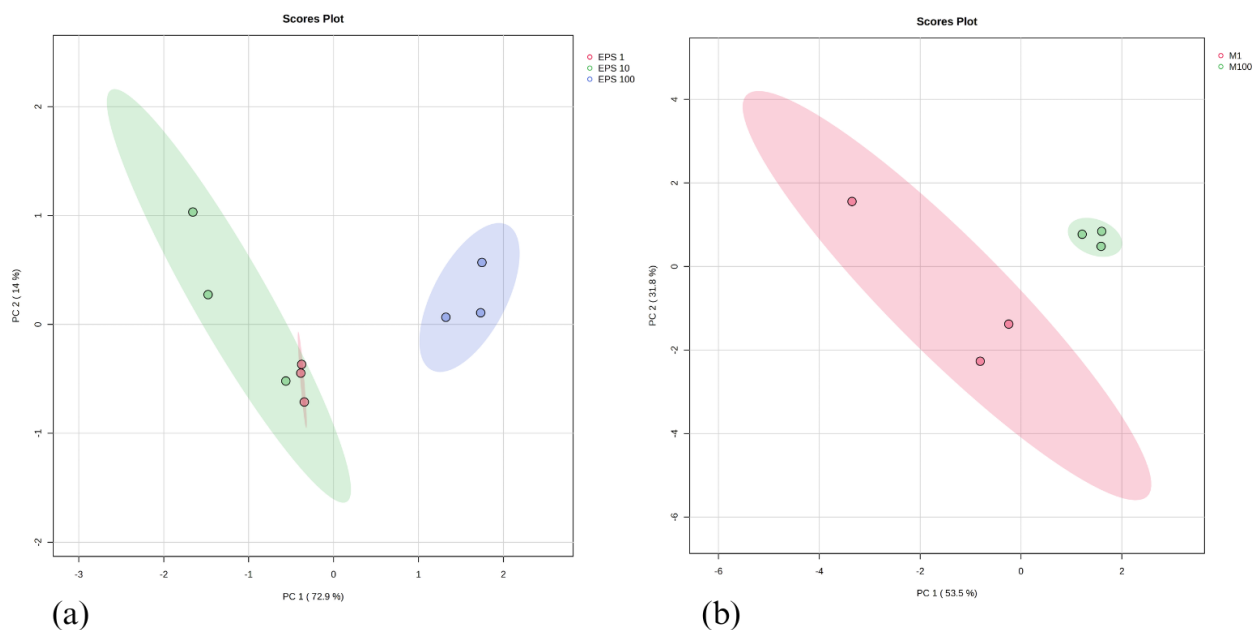 Scores Plot
EPS 1
EPS 10
EPS 100
PC 2 ( 14 %)
2
1
0
-1
-2
-3
-2
-1
0
1
2
PC 1 ( 72.9 %)
(a)
Scores Plot
M1
M100
PC 2 ( 31.8 %)
4
2
0
-2
-4
-6
-6
-4
-2
0
2
PC 1 ( 53.5 %)
(b)